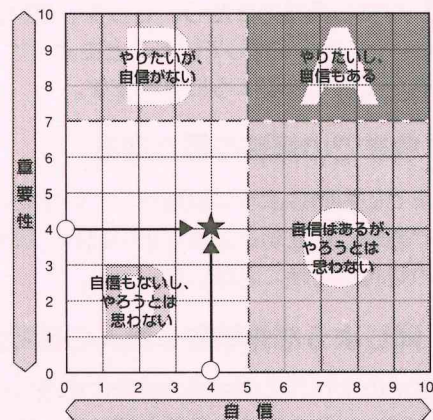 10
9
8
7
6
5
4
3
2
1
0
重要性
やりたいが、
自信がない
やりたいし、
自信もある
A
自信もないし、
やろうとは
思わない
D
自信はあるが、
やろうとは
思わない
C
0 1 2 3 4 5 6 7 8 9 10
自信